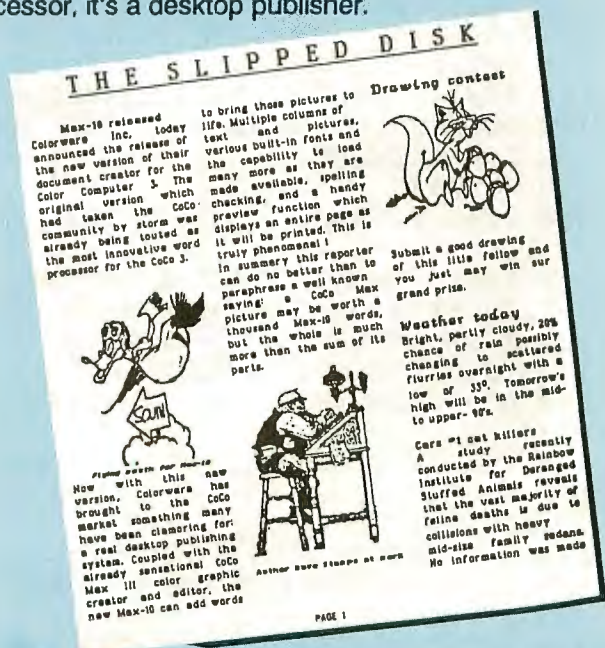 cessor, it's a desktop publisher.
THE SLIPPED DISK
Max-10 released
Colorware Inc. today
announced the release of
the new version of their
document creator for the
Color Computer 3. The
original version which
had taken the CoCo
community by storm was
already being touted as
the most innovative word
processor for the CoCo 3.
South
Flying south for
Now with this new
version, Colorware has
brought to the CoCo
market something many
have been clamoring for:
a real desktop publishing
system. Coupled with the
already sensational CoCo
Max III color graphic
creator and editor, the
new Max-10 can add words
to bring those pictures to
life. Multiple columns of
text and pictures,
various built-in fonts and
the capability to load
many more as they are
made available, spelling
checking, and a handy
preview function which
displays an entire page as
it will be printed. This is
truly phenomenal!
In summary this reporter
can do no better than to
paraphrase a well known
saying: a CoCo Max
picture may be worth a
thousand Max-10 words,
but the whole is much
more then the sum of its
parts.
Author Dave Stampe at work
Drawing contest
Submit a good drawing
of this little fellow and
you just may win our
grand prise.
Weather today
Bright, partly cloudy, 20%
chance of rain possibly
changing to scattered
flurries overnight with a
low of 33°. Tomorrow's
high will be in the mid-
to upper- 90's.
Cars #1 cat killers
A study recently
conducted by the Rainbow
Institute for Deranged
Stuffed Animals reveals
that the vast majority of
feline deaths is due to
collisions with heavy
mid-size family sedans.
No information was made
PAGE 1